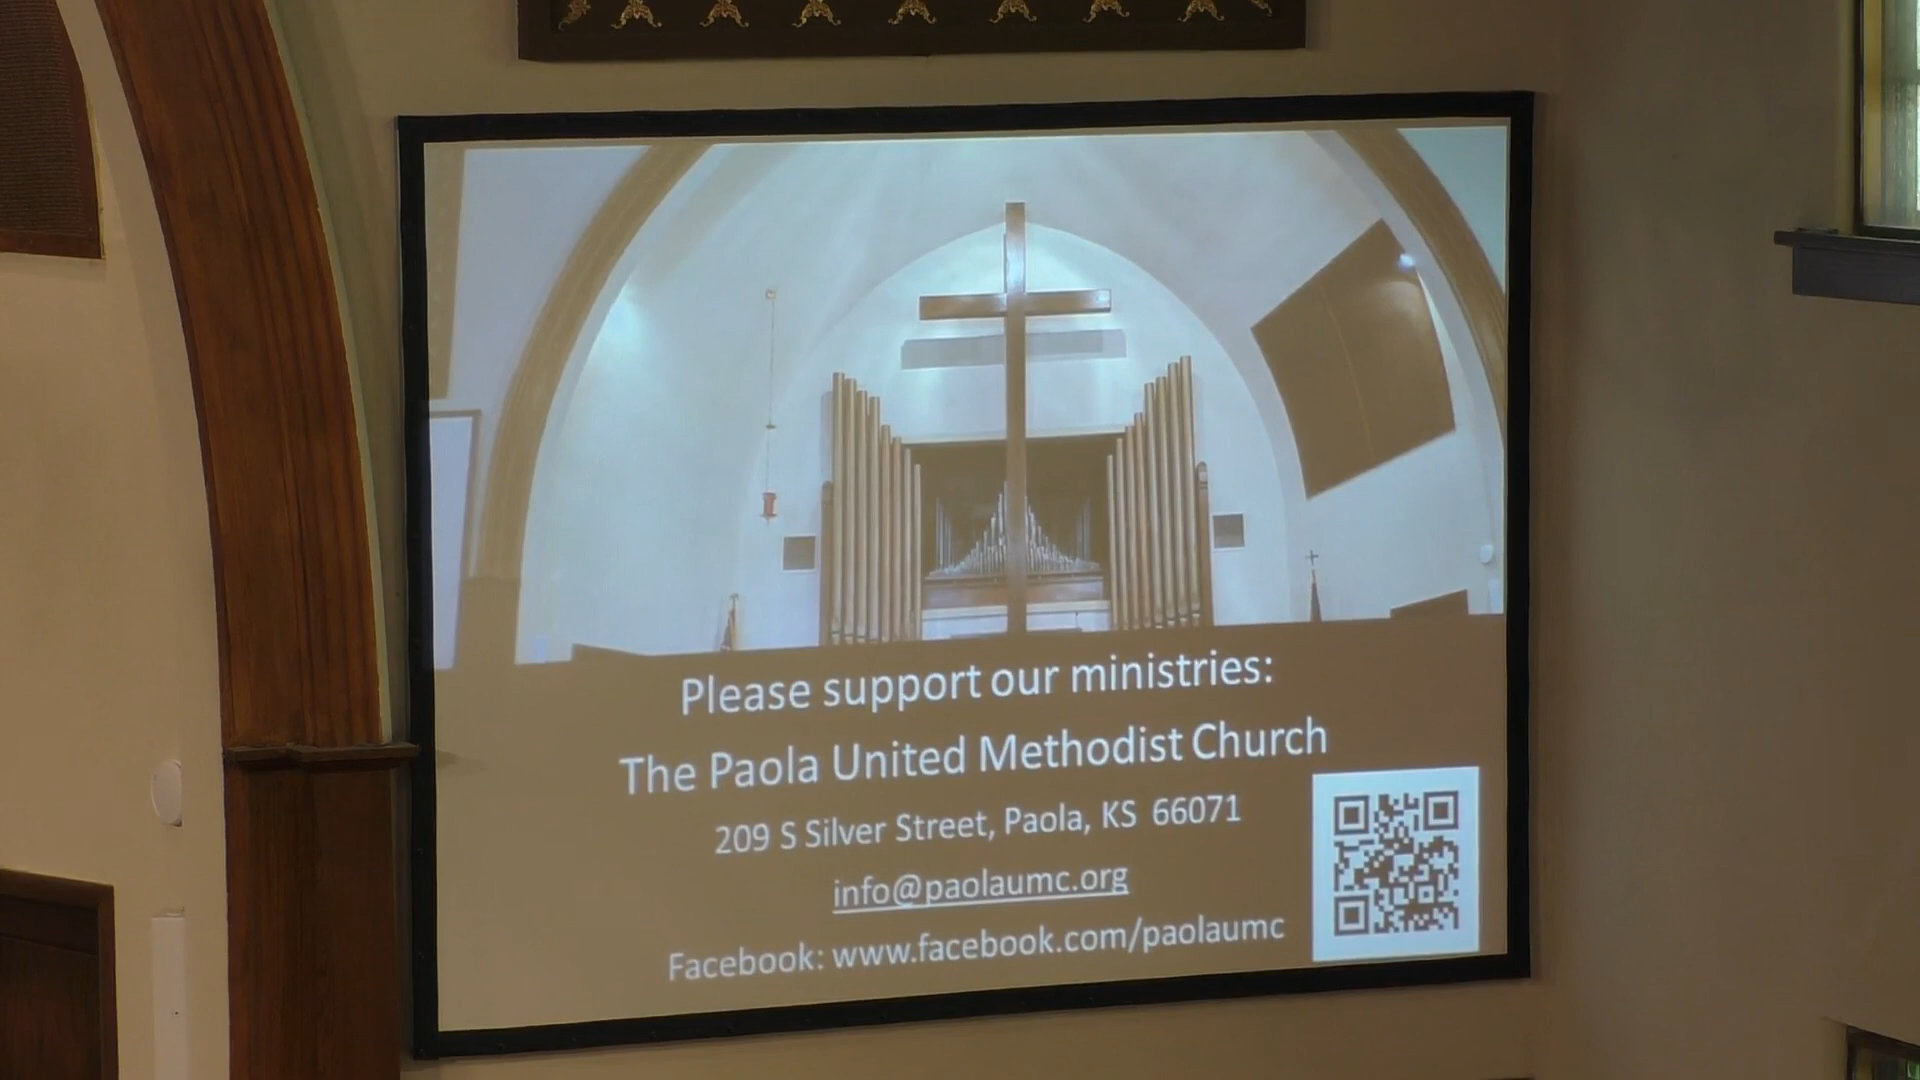 Please support our ministries:
The Paola United Methodist Church
209 S Silver Street, Paola, KS 66071
info@paolaumc.org
Facebook: www.facebook.com/paolaumc